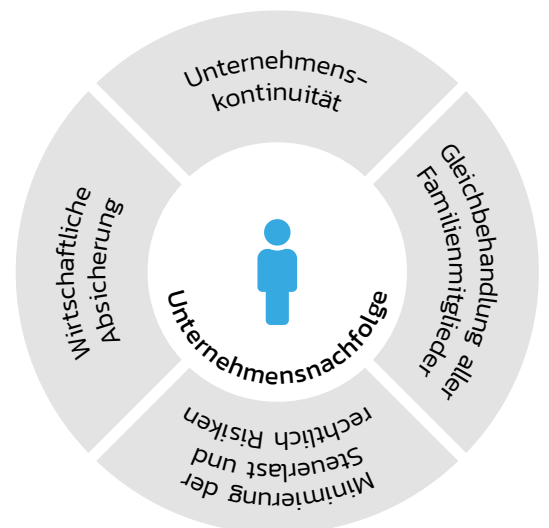 Unternehmens-
kontinuität
Gleichbehandlung aller
Familienmitglieder
Minimierung der
Steuerlast und
rechtlich Risiken
Wirtschaftliche
Absicherung
Unternehmensnachfolge